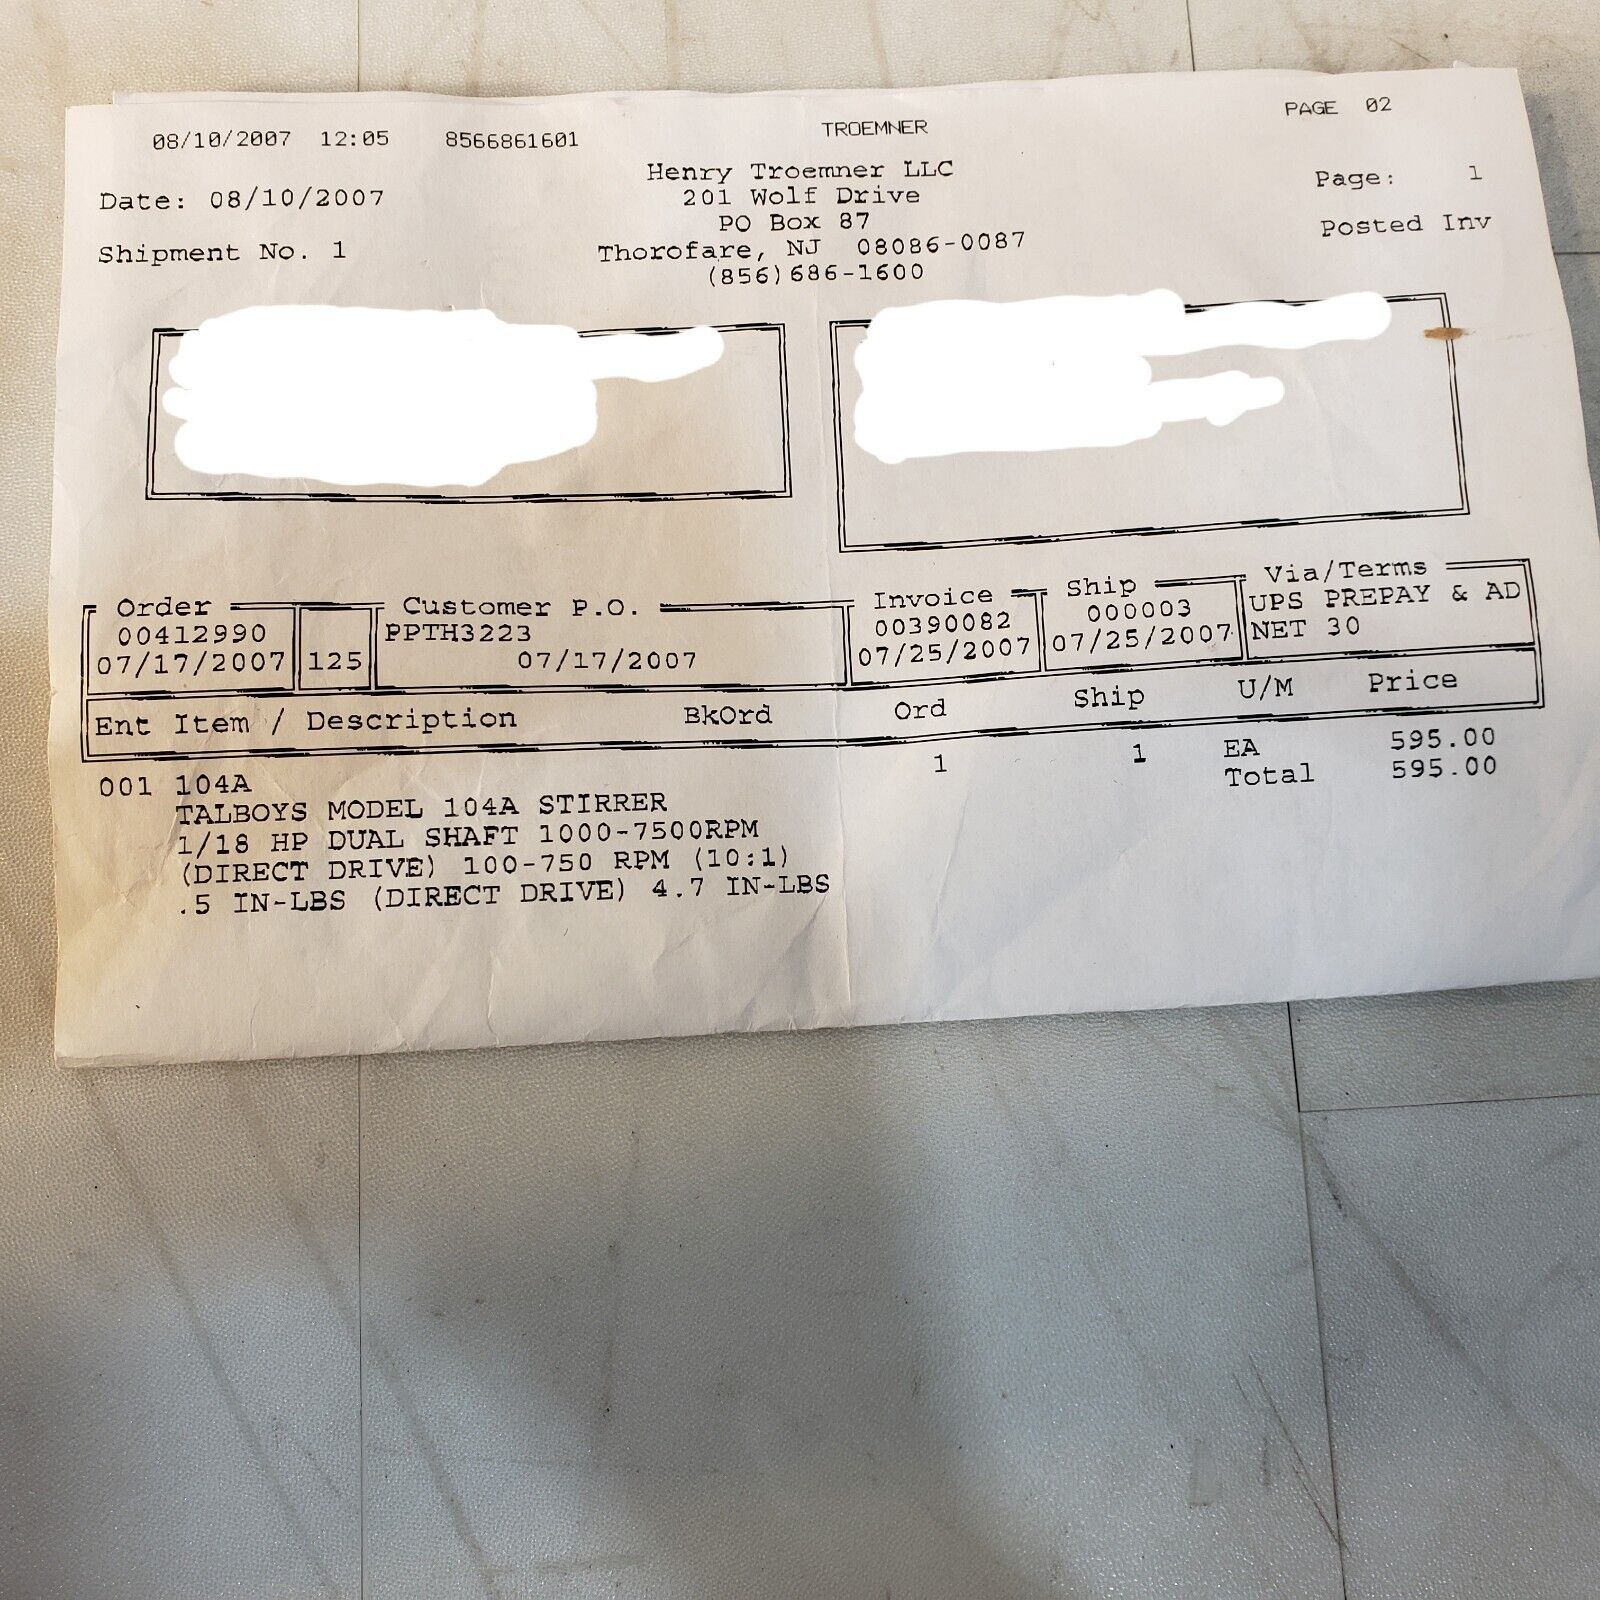 08/10/2007 12:05 8566861601 TROEMNER PAGE 02
Henry Troemner LLC
Date: 08/10/2007 201 Wolf Drive Page: 1
PO Box 87
Shipment No. 1 Thorofare, NJ 08086-0087 Posted Inv
(856)686-1600
Order Customer P.O. Invoice Ship Via/Terms
00412990 PPTH3223 00390082 000003 UPS PREPAY & AD
07/17/2007 125 07/17/2007 07/25/2007 07/25/2007 NET 30
Ent Item / Description BkOrd Ord Ship U/M Price
001 104A 1 1 EA 595.00
Total 595.00
TALBOYS MODEL 104A STIRRER
1/18 HP DUAL SHAFT 1000-7500RPM
(DIRECT DRIVE) 100-750 RPM (10:1)
.5 IN-LBS (DIRECT DRIVE) 4.7 IN-LBS